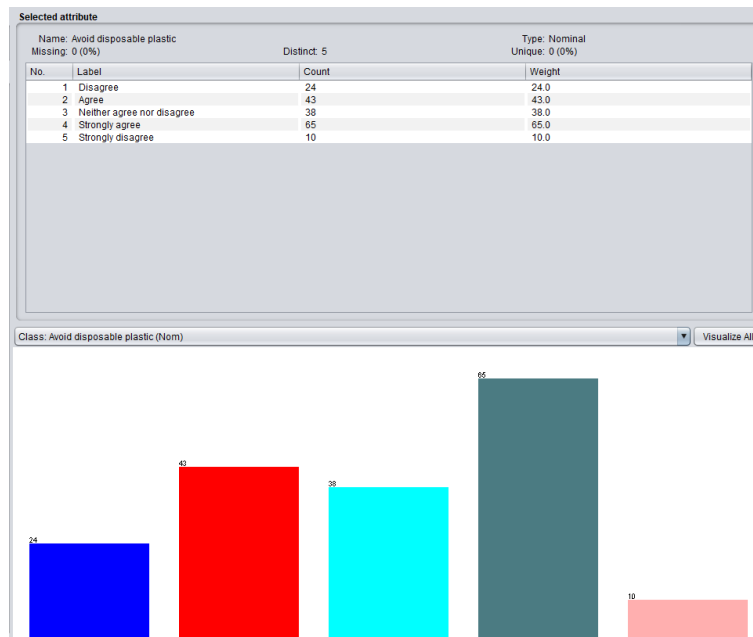 Selected attribute
Name: Avoid disposable plastic Type: Nominal
Missing: 0 (0%) Distinct: 5 Unique: 0 (0%)
No. Label Count Weight
1 Disagree 24 24.0
2 Agree 43 43.0
3 Neither agree nor disagree 38 38.0
4 Strongly agree 65 65.0
5 Strongly disagree 10 10.0
Class: Avoid disposable plastic (Nom) Visualize All
65
43
38
24
10